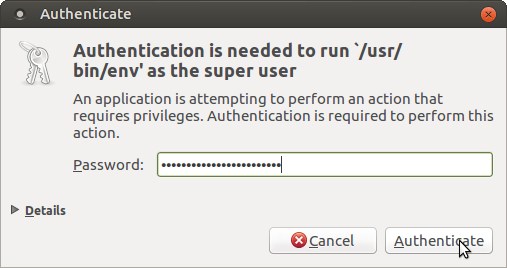 Authenticate
Authentication is needed to run `/usr/
bin/env' as the super user
An application is attempting to perform an action that
requires privileges. Authentication is required to perform this
action.
Password: ••••••••••••••••••••••••
Details
Cancel
Authenticate